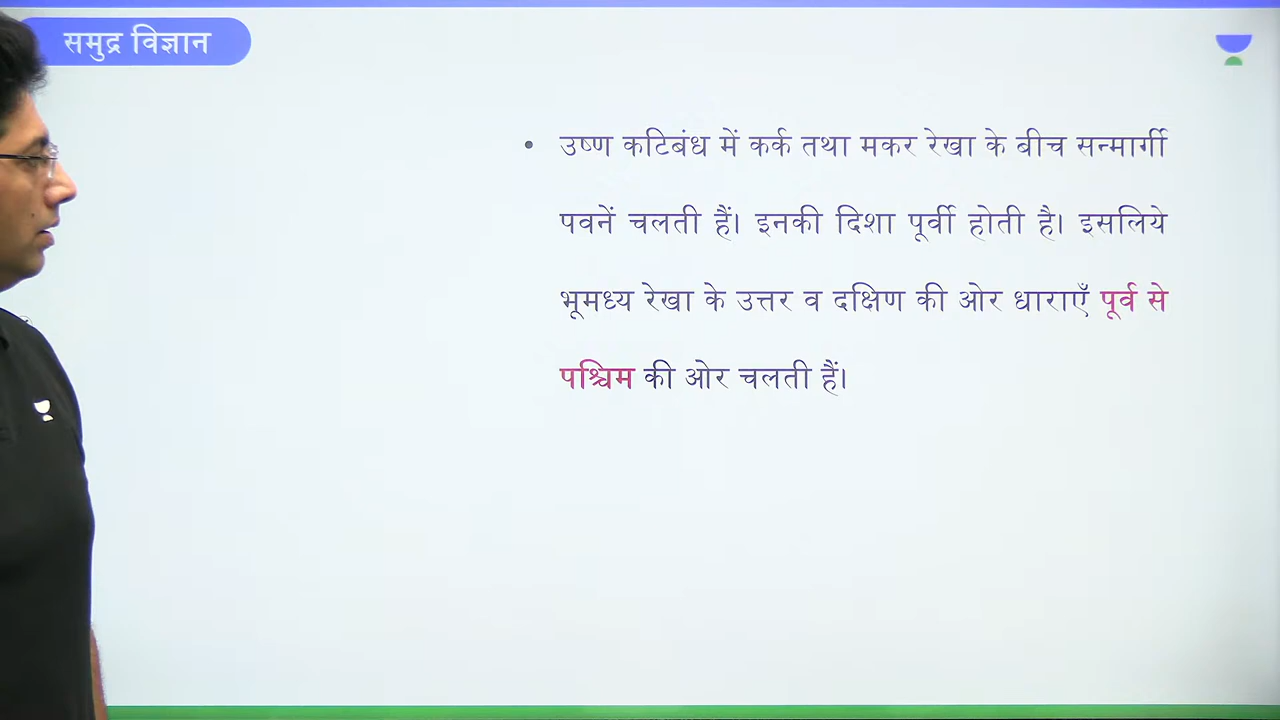 समुद्र विज्ञान
• उष्ण कटिबंध में कर्क तथा मकर रेखा के बीच सन्मार्गी
पवनें चलती हैं। इनकी दिशा पूर्वी होती है। इसलिये
भूमध्य रेखा के उत्तर व दक्षिण की ओर धाराएँ पूर्व से
पश्चिम की ओर चलती हैं।